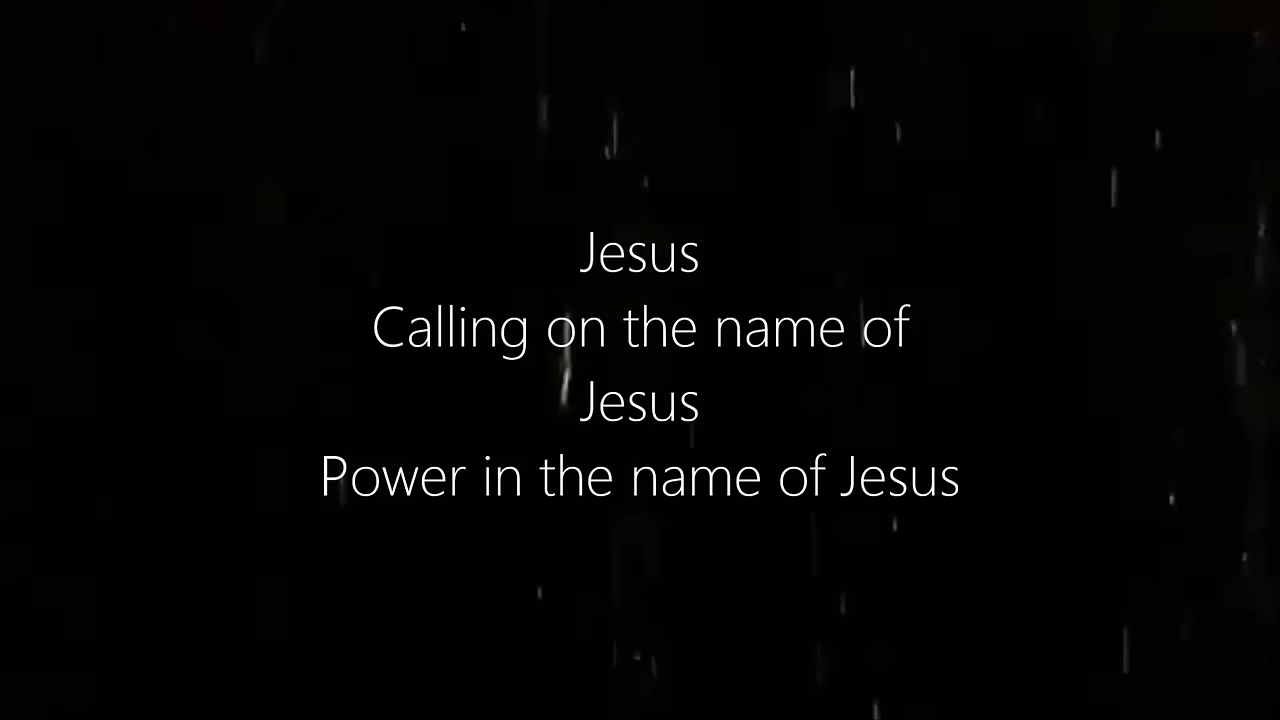 Jesus
Calling on the name of
Jesus
Power in the name of Jesus